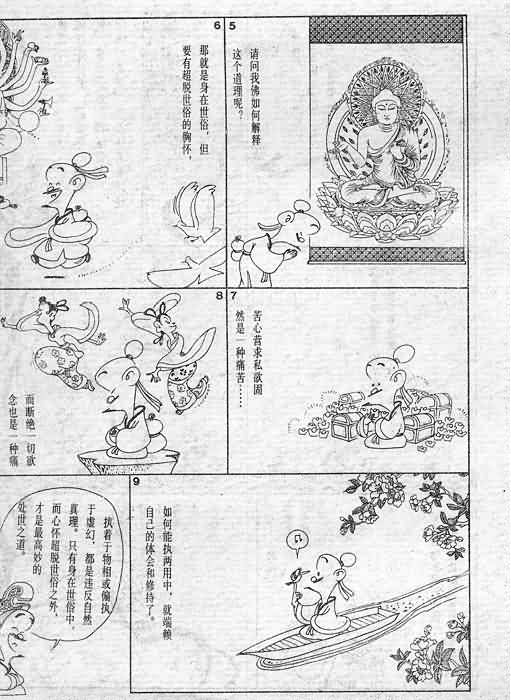 5
请问我佛如何解释
这个道理呢？
6
那就是身在世俗，但
要有超脱世俗的胸怀，
7
苦心营求私欲固
然是一种痛苦……
8
而断绝一切欲
念也是一种痛
9
如何能执两用中，就端赖
自己的体会和修持了。
执着于物相或偏执
于虚幻，都是违反自然
真理。只有身在世俗中，
而心怀超脱世俗之外，
才是最高妙的
处世之道。